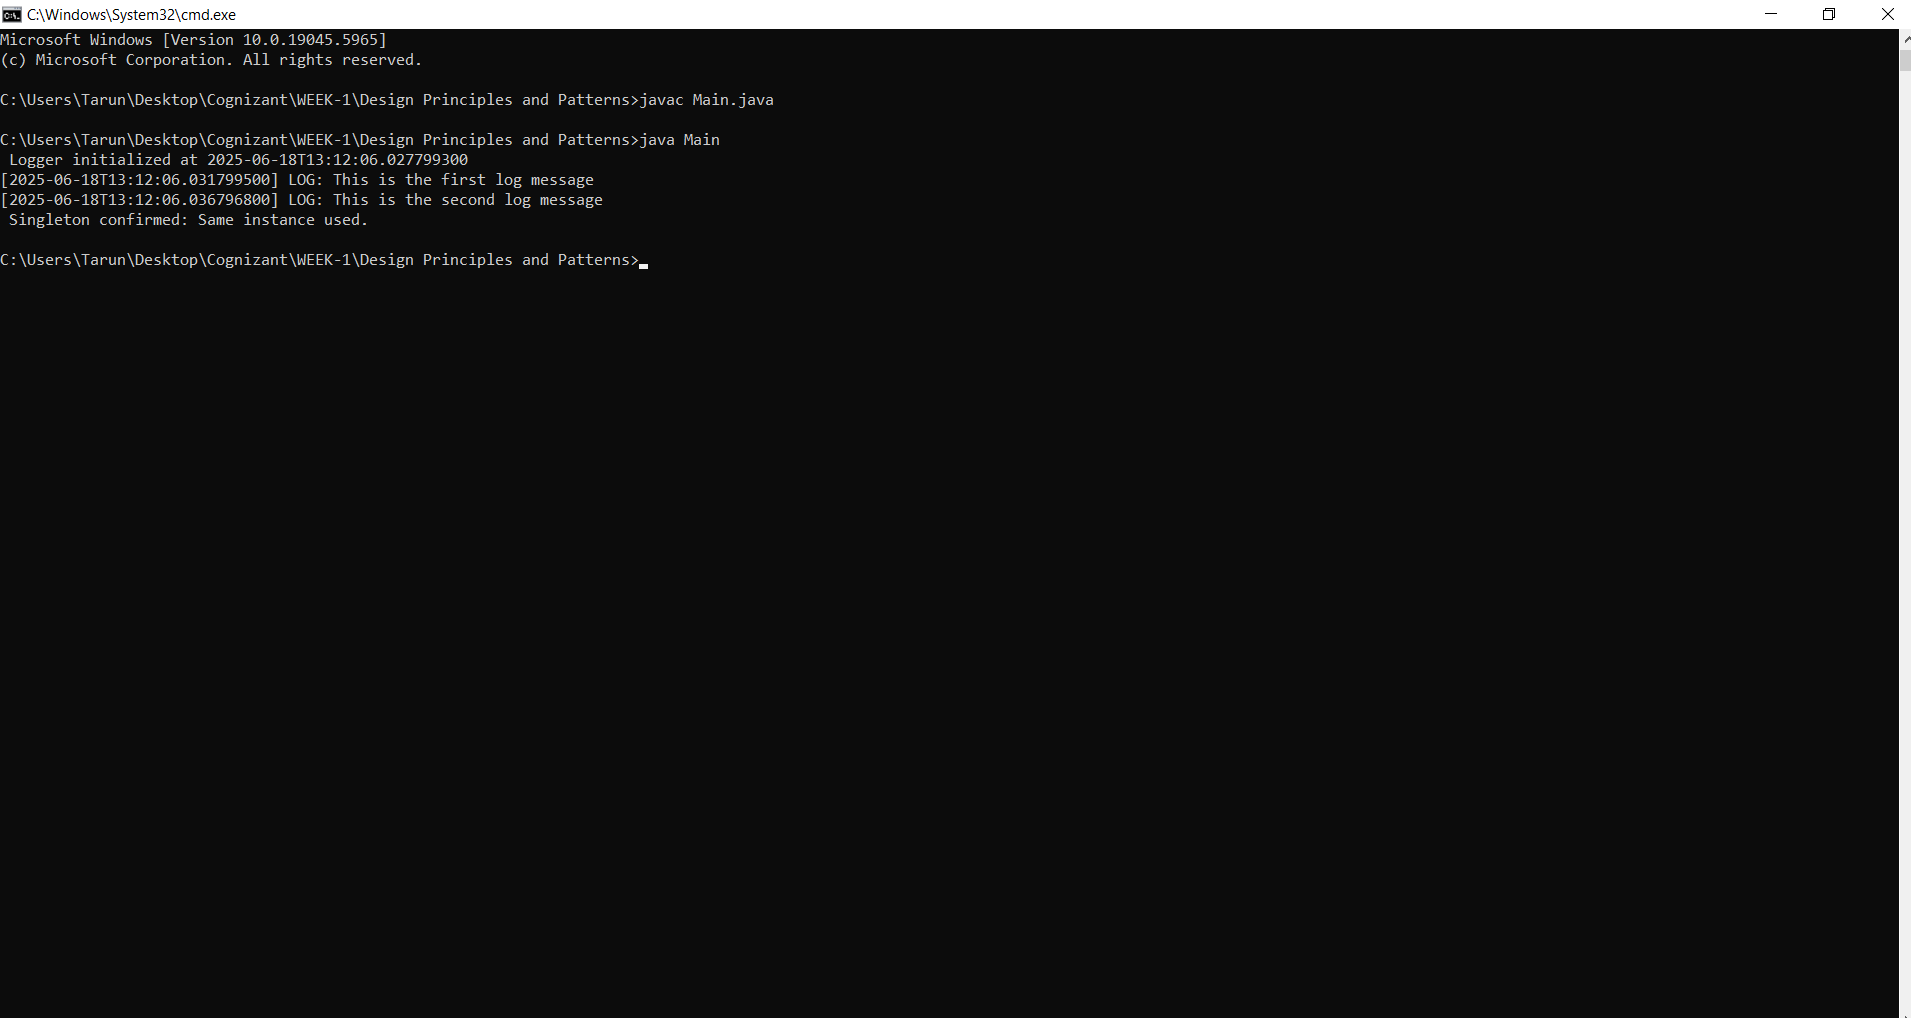 C:\Windows\System32\cmd.exe
Microsoft Windows [Version 10.0.19045.5965]
(c) Microsoft Corporation. All rights reserved.
C:\Users\Tarun\Desktop\Cognizant\WEEK-1\Design Principles and Patterns>javac Main.java
C:\Users\Tarun\Desktop\Cognizant\WEEK-1\Design Principles and Patterns>java Main
Logger initialized at 2025-06-18T13:12:06.027799300
[2025-06-18T13:12:06.031799500] LOG: This is the first log message
[2025-06-18T13:12:06.036796800] LOG: This is the second log message
Singleton confirmed: Same instance used.
C:\Users\Tarun\Desktop\Cognizant\WEEK-1\Design Principles and Patterns>